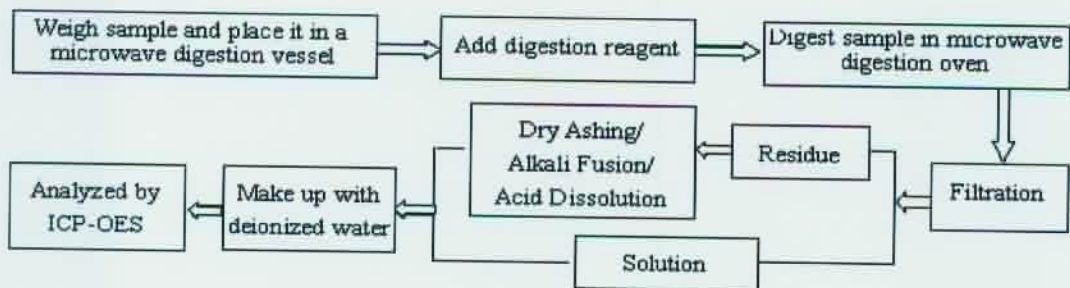 Weigh sample and place it in a
microwave digestion vessel
Add digestion reagent
Digest sample in microwave
digestion oven
Filtration
Residue
Solution
Dry Ashing/
Alkali Fusion/
Acid Dissolution
Make up with
deionized water
Analyzed by
ICP-OES